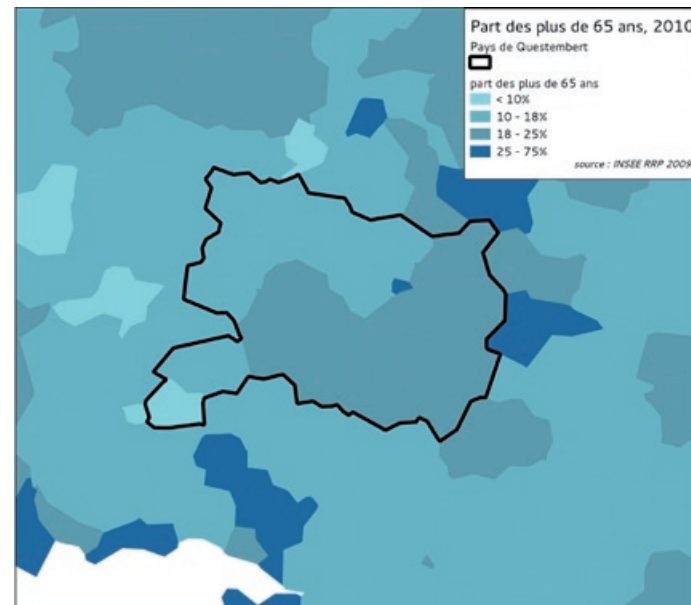 Part des plus de 65 ans, 2010
Pays de Questembert
part des plus de 65 ans
< 10%
10 - 18%
18 - 25%
25 - 75%
source : INSEE RRP 2009